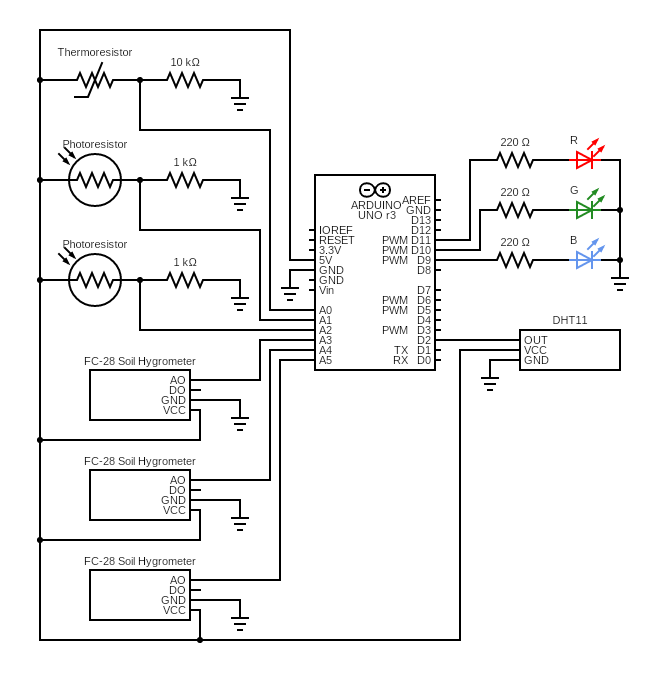 Thermoresistor
10 kΩ
Photoresistor
1 kΩ
Photoresistor
1 kΩ
FC-28 Soil Hygrometer
AO
DO
GND
VCC
FC-28 Soil Hygrometer
AO
DO
GND
VCC
FC-28 Soil Hygrometer
AO
DO
GND
VCC
ARDUINO
UNO r3
IOREF
RESET
3.3V
5V
GND
GND
Vin
A0
A1
A2
A3
A4
A5
AREF
GND
D13
D12
PWM D11
PWM D10
PWM D9
D8
D7
PWM D6
PWM D5
D4
PWM D3
D2
TX D1
RX D0
220 Ω
R
220 Ω
G
220 Ω
B
DHT11
OUT
VCC
GND